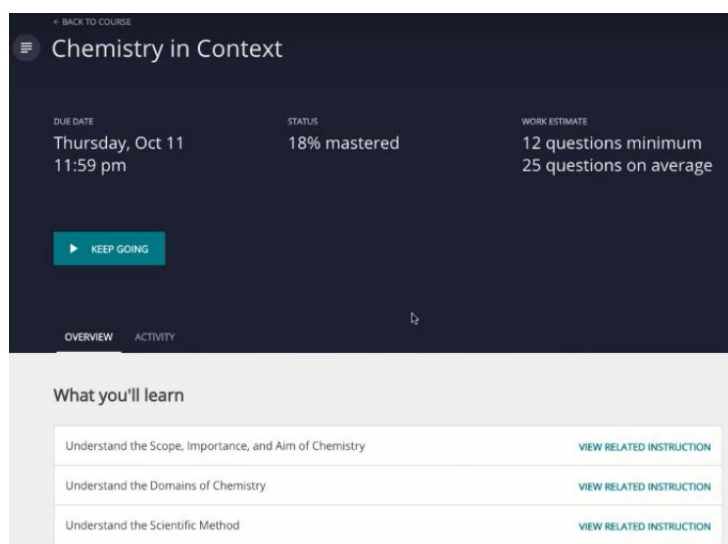 ← BACK TO COURSE
Chemistry in Context
DUE DATE
Thursday, Oct 11
11:59 pm
STATUS
18% mastered
WORK ESTIMATE
12 questions minimum
25 questions on average
KEEP GOING
OVERVIEW ACTIVITY
What you'll learn
Understand the Scope, Importance, and Aim of Chemistry VIEW RELATED INSTRUCTION
Understand the Domains of Chemistry VIEW RELATED INSTRUCTION
Understand the Scientific Method VIEW RELATED INSTRUCTION